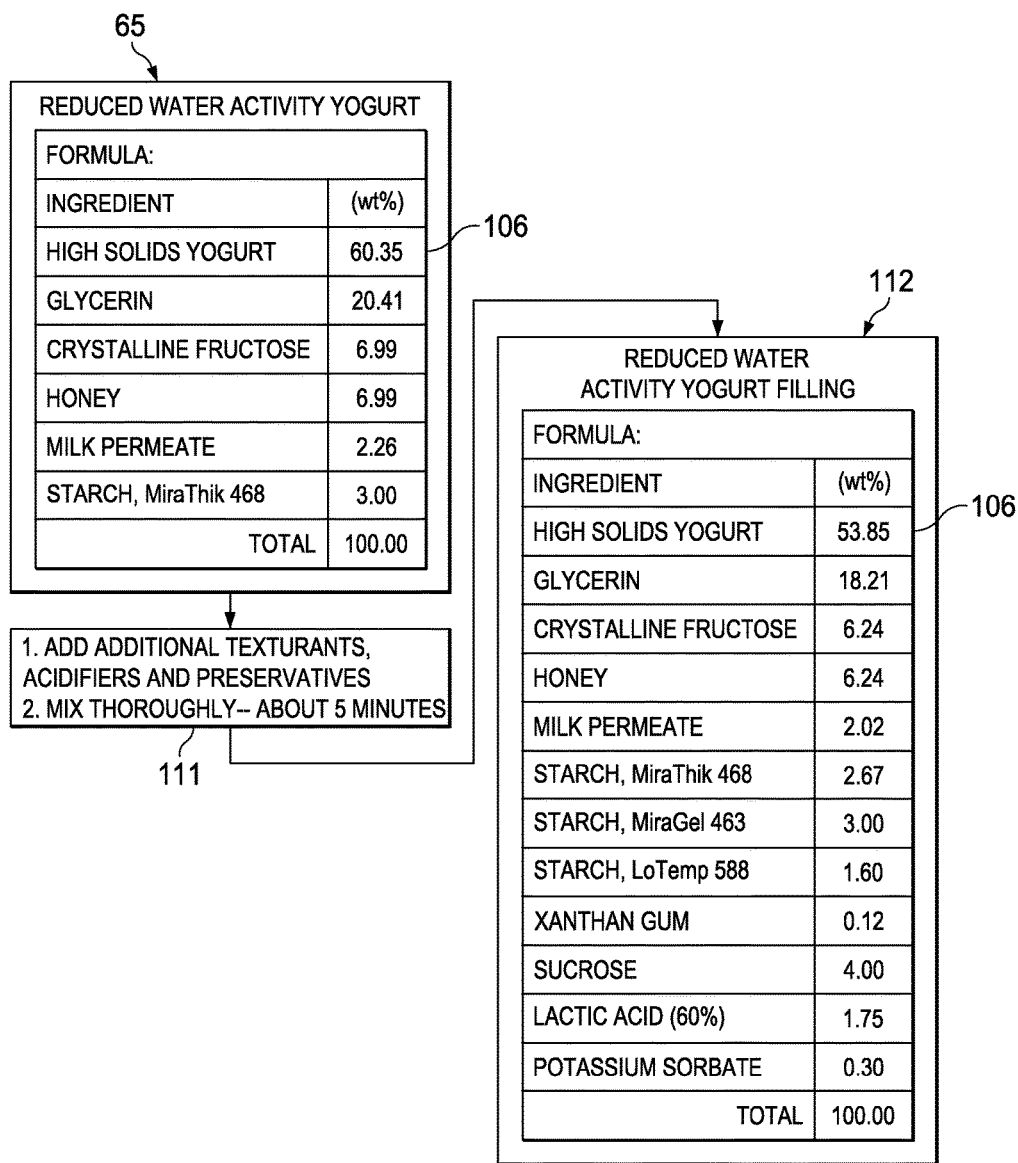 65
REDUCED WATER ACTIVITY YOGURT
FORMULA:
INGREDIENT (wt%)
HIGH SOLIDS YOGURT 60.35
106
GLYCERIN 20.41
CRYSTALLINE FRUCTOSE 6.99
HONEY 6.99
MILK PERMEATE 2.26
STARCH, MiraThik 468 3.00
TOTAL 100.00
1. ADD ADDITIONAL TEXTURANTS,
ACIDIFIERS AND PRESERVATIVES
2. MIX THOROUGHLY-- ABOUT 5 MINUTES
111
112
REDUCED WATER
ACTIVITY YOGURT FILLING
FORMULA:
INGREDIENT (wt%)
HIGH SOLIDS YOGURT 53.85
106
GLYCERIN 18.21
CRYSTALLINE FRUCTOSE 6.24
HONEY 6.24
MILK PERMEATE 2.02
STARCH, MiraThik 468 2.67
STARCH, MiraGel 463 3.00
STARCH, LoTemp 588 1.60
XANTHAN GUM 0.12
SUCROSE 4.00
LACTIC ACID (60%) 1.75
POTASSIUM SORBATE 0.30
TOTAL 100.00